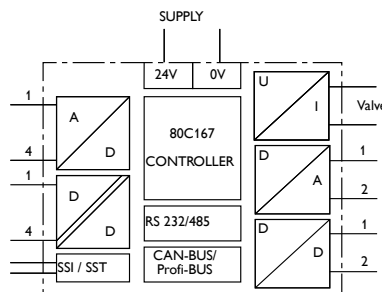 SUPPLY
24V 0V
U
I
Valve
1
A
D
4
80C167
CONTROLLER
D
A
1
2
1
D
D
4
RS 232/485
D
D
1
2
SSI / SST
CAN-BUS/
Profi-BUS